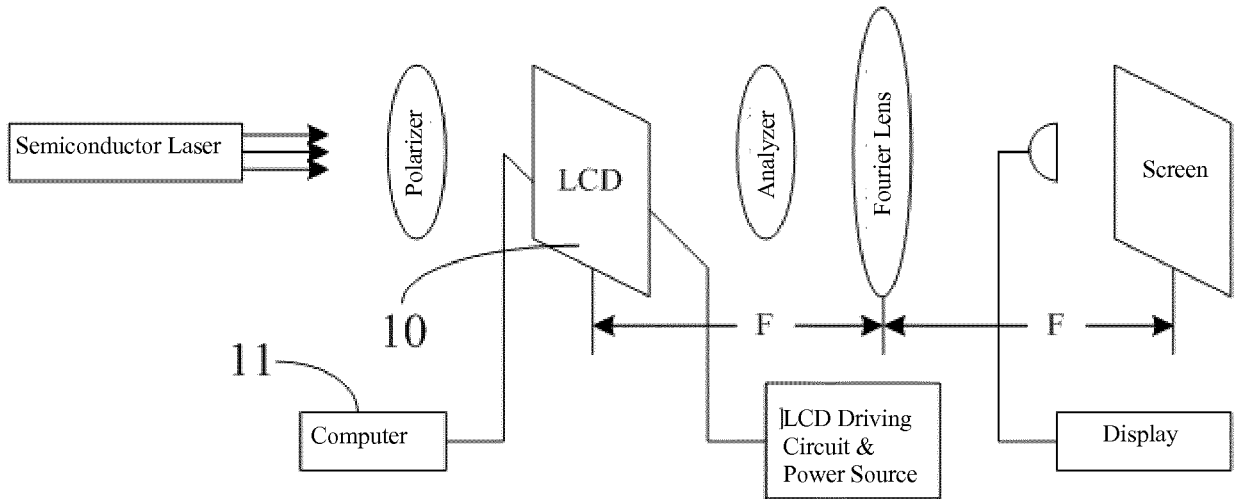 Semiconductor Laser
Polarizer
LCD
Analyzer
Fourier Lens
Screen
10
F
F
11
Computer
LCD Driving
Circuit &
Power Source
Display